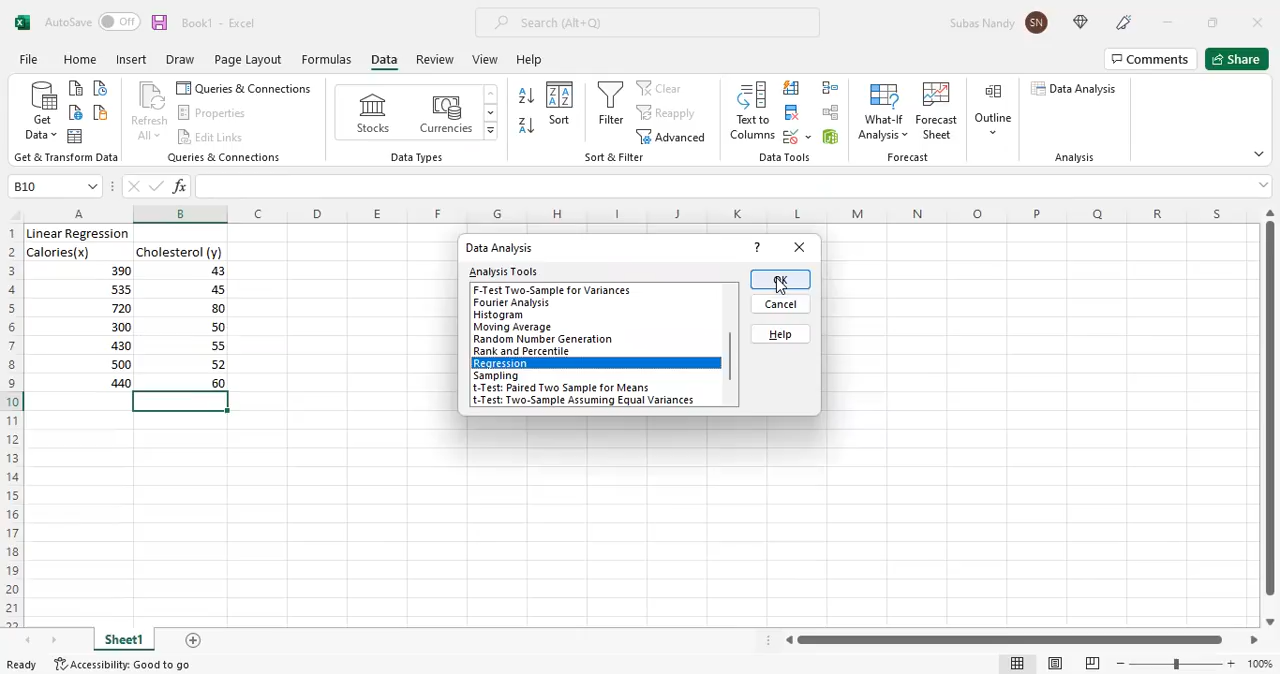 AutoSave Off Book1 - Excel Search (Alt+Q) Subas Nandy SN
File Home Insert Draw Page Layout Formulas Data Review View Help Comments Share
Get Data
Refresh All
Queries & Connections
Properties
Edit Links
Stocks Currencies
Sort
Filter
Clear
Reapply
Advanced
Text to Columns
What-If Analysis
Forecast Sheet
Outline
Data Analysis
Get & Transform Data Queries & Connections Data Types Sort & Filter Data Tools Forecast Analysis
B10 fx
A B C D E F G H I J K L M N O P Q R S
1 Linear Regression
2 Calories(x) Cholesterol (y)
3 390 43
4 535 45
5 720 80
6 300 50
7 430 55
8 500 52
9 440 60
10
11
12
13
14
15
16
17
18
19
20
21
Data Analysis ?
Analysis Tools
F-Test Two-Sample for Variances
Fourier Analysis
Histogram
Moving Average
Random Number Generation
Rank and Percentile
Regression
Sampling
t-Test: Paired Two Sample for Means
t-Test: Two-Sample Assuming Equal Variances
OK
Cancel
Help
Sheet1
Ready Accessibility: Good to go 100%